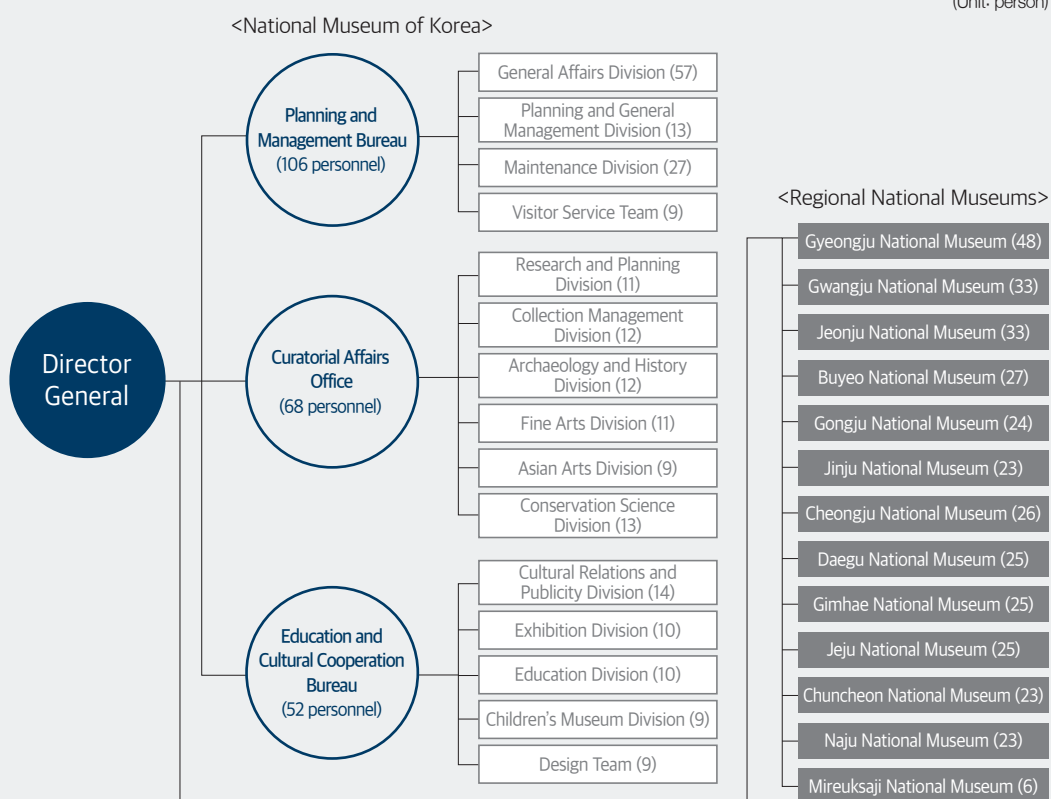 (Unit: person)
<National Museum of Korea>
Director
General
Planning and
Management Bureau
(106 personnel)
General Affairs Division (57)
Planning and General
Management Division (13)
Maintenance Division (27)
Visitor Service Team (9)
Curatorial Affairs
Office
(68 personnel)
Research and Planning
Division (11)
Collection Management
Division (12)
Archaeology and History
Division (12)
Fine Arts Division (11)
Asian Arts Division (9)
Conservation Science
Division (13)
Education and
Cultural Cooperation
Bureau
(52 personnel)
Cultural Relations and
Publicity Division (14)
Exhibition Division (10)
Education Division (10)
Children's Museum Division (9)
Design Team (9)
<Regional National Museums>
Gyeongju National Museum (48)
Gwangju National Museum (33)
Jeonju National Museum (33)
Buyeo National Museum (27)
Gongju National Museum (24)
Jinju National Museum (23)
Cheongju National Museum (26)
Daegu National Museum (25)
Gimhae National Museum (25)
Jeju National Museum (25)
Chuncheon National Museum (23)
Naju National Museum (23)
Mireuksaji National Museum (6)